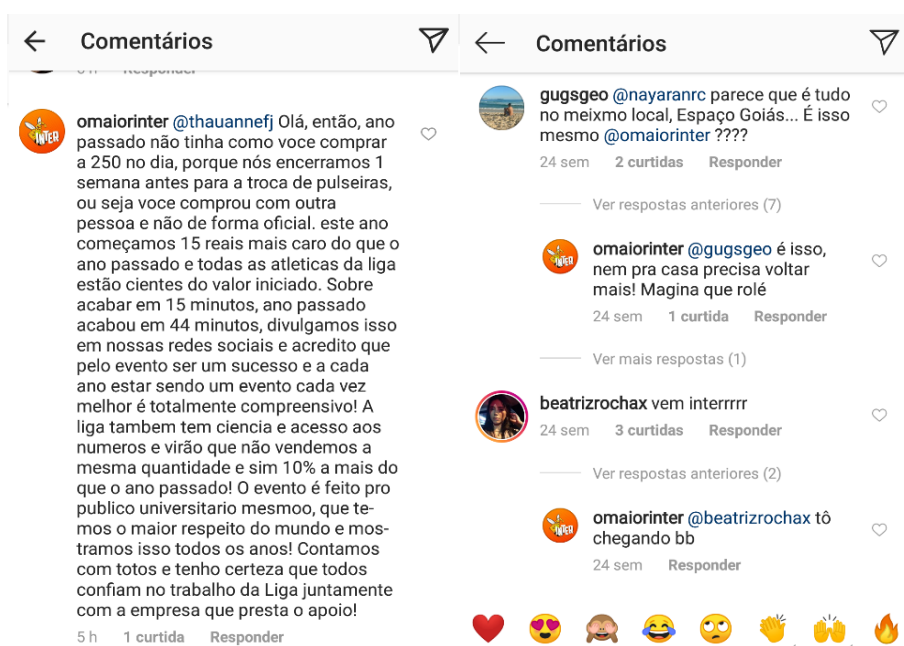 Comentários
Responder
omaiorinter @thauannefj Olá, então, ano
passado não tinha como voce comprar
a 250 no dia, porque nós encerramos 1
semana antes para a troca de pulseiras,
ou seja voce comprou com outra
pessoa e não de forma oficial. este ano
começamos 15 reais mais caro do que o
ano passado e todas as atleticas da liga
estão cientes do valor iniciado. Sobre
acabar em 15 minutos, ano passado
acabou em 44 minutos, divulgamos isso
em nossas redes sociais e acredito que
pelo evento ser um sucesso e a cada
ano estar sendo um evento cada vez
melhor é totalmente compreensivo! A
liga tambem tem ciencia e acesso aos
numeros e virão que não vendemos a
mesma quantidade e sim 10% a mais do
que o ano passado! O evento é feito pro
publico universitario mesmoo, que te-
mos o maior respeito do mundo e mos-
tramos isso todos os anos! Contamos
com totos e tenho certeza que todos
confiam no trabalho da Liga juntamente
com a empresa que presta o apoio!
5 h 1 curtida Responder
Comentários
gugsgeo @nayaranrc parece que é tudo
no meixmo local, Espaço Goiás... É isso
mesmo @omaiorinter ????
24 sem 2 curtidas Responder
Ver respostas anteriores (7)
INTER
omaiorinter @gugsgeo é isso,
nem pra casa precisa voltar
mais! Magina que rolé
24 sem 1 curtida Responder
Ver mais respostas (1)
beatrizrochax vem interrrrr
24 sem 3 curtidas Responder
Ver respostas anteriores (2)
INTER
omaiorinter @beatrizrochax tô
chegando bb
24 sem Responder